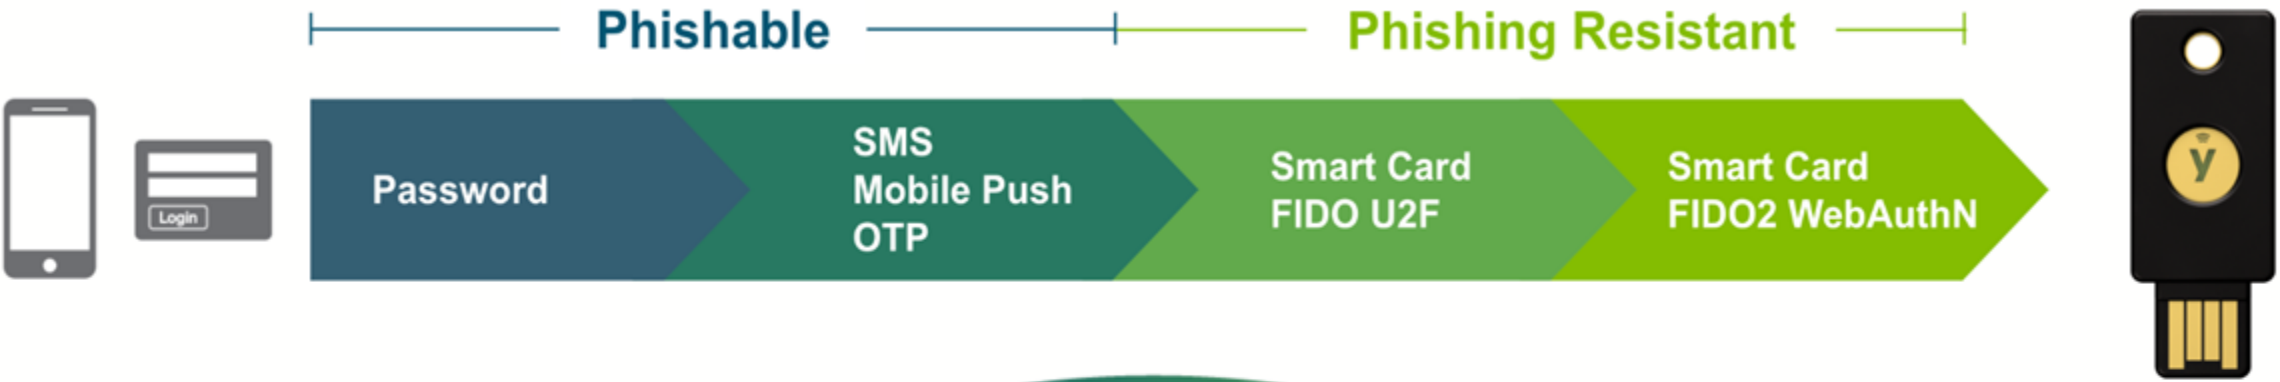 Phishable
Phishing Resistant
Login
Password
SMS
Mobile Push
OTP
Smart Card
FIDO U2F
Smart Card
FIDO2 WebAuthN
y